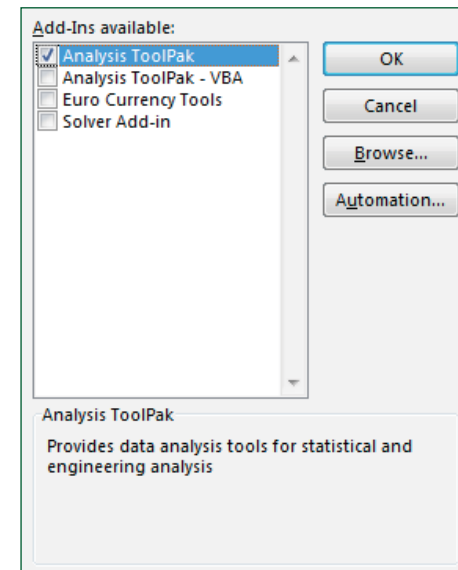 Add-Ins available:
Analysis ToolPak
Analysis ToolPak - VBA
Euro Currency Tools
Solver Add-in
OK
Cancel
Browse...
Automation...
Analysis ToolPak
Provides data analysis tools for statistical and
engineering analysis